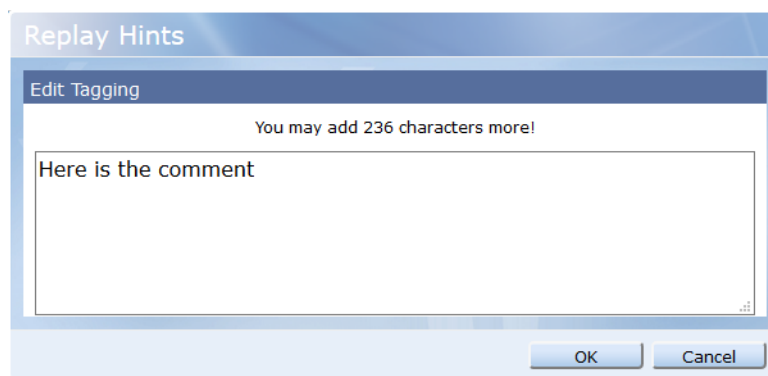 Replay Hints
Edit Tagging
You may add 236 characters more!
Here is the comment
OK Cancel